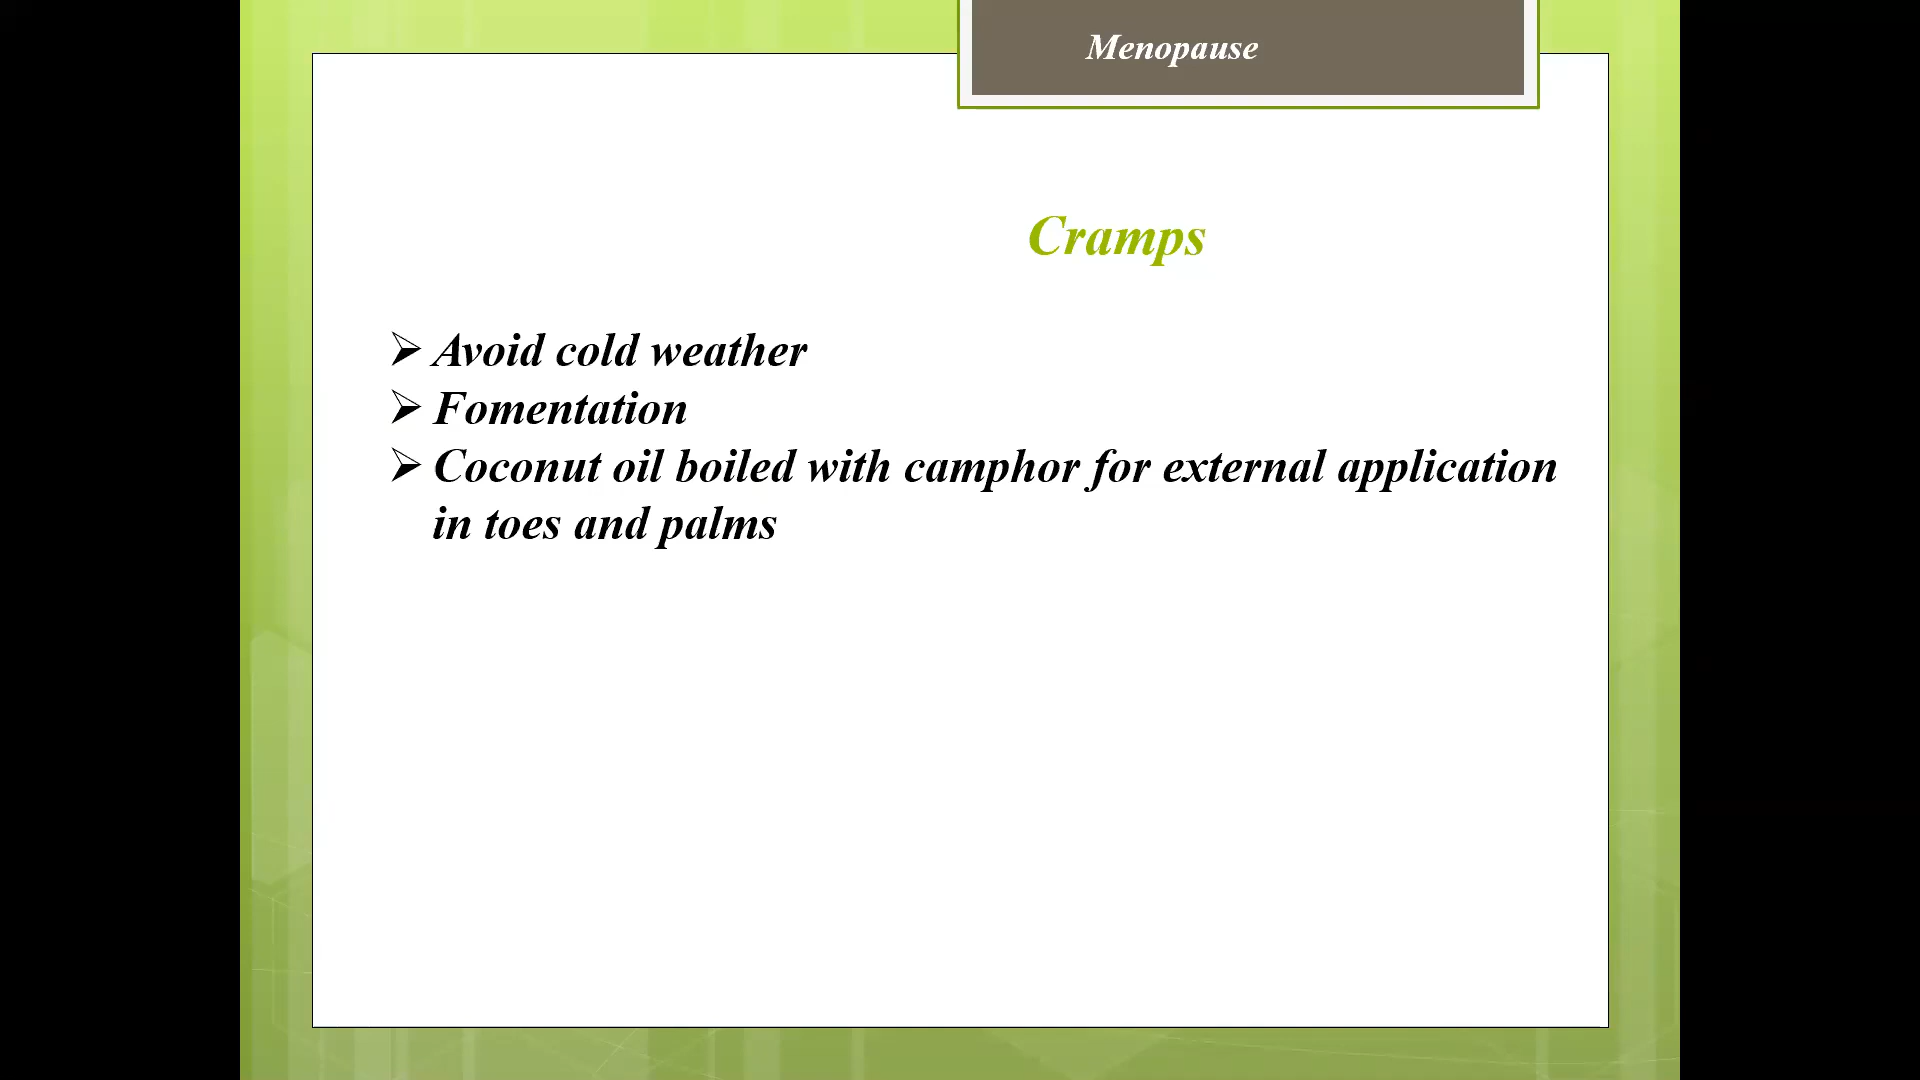 Menopause
Cramps
➢ Avoid cold weather
➢ Fomentation
➢ Coconut oil boiled with camphor for external application
in toes and palms